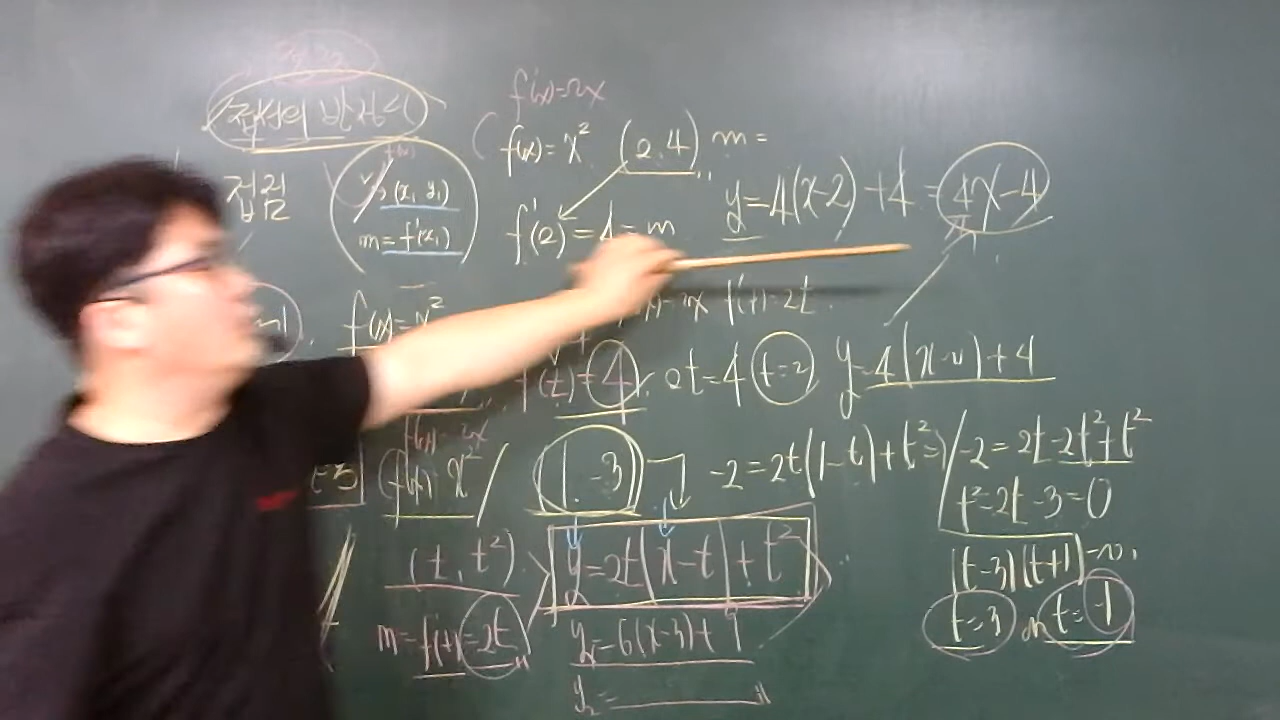 접선의 방정식
f'(x)=2x
f(x)=x² (2,4) m=
(x₁ y₁)
m=f'(x₁)
f'(2)=4=m
y=4(x-2)+4=4x-4
f(x)=x²
f'(t)=2t
f'(t)=4 2t=4 t=2 y=4(x-2)+4
f'(x)=2x
f(x)=x² (1,-3) -2=2t(1-t)+t²⇒
-2=2t-2t²+t²
t²-2t-3=0
(t-3)(t+1)=0.
t=3 or t=-1
(t, t²) y=2t(x-t)+t²
m=f'(t)=2t y₁=6(x-3)+9
y₂=